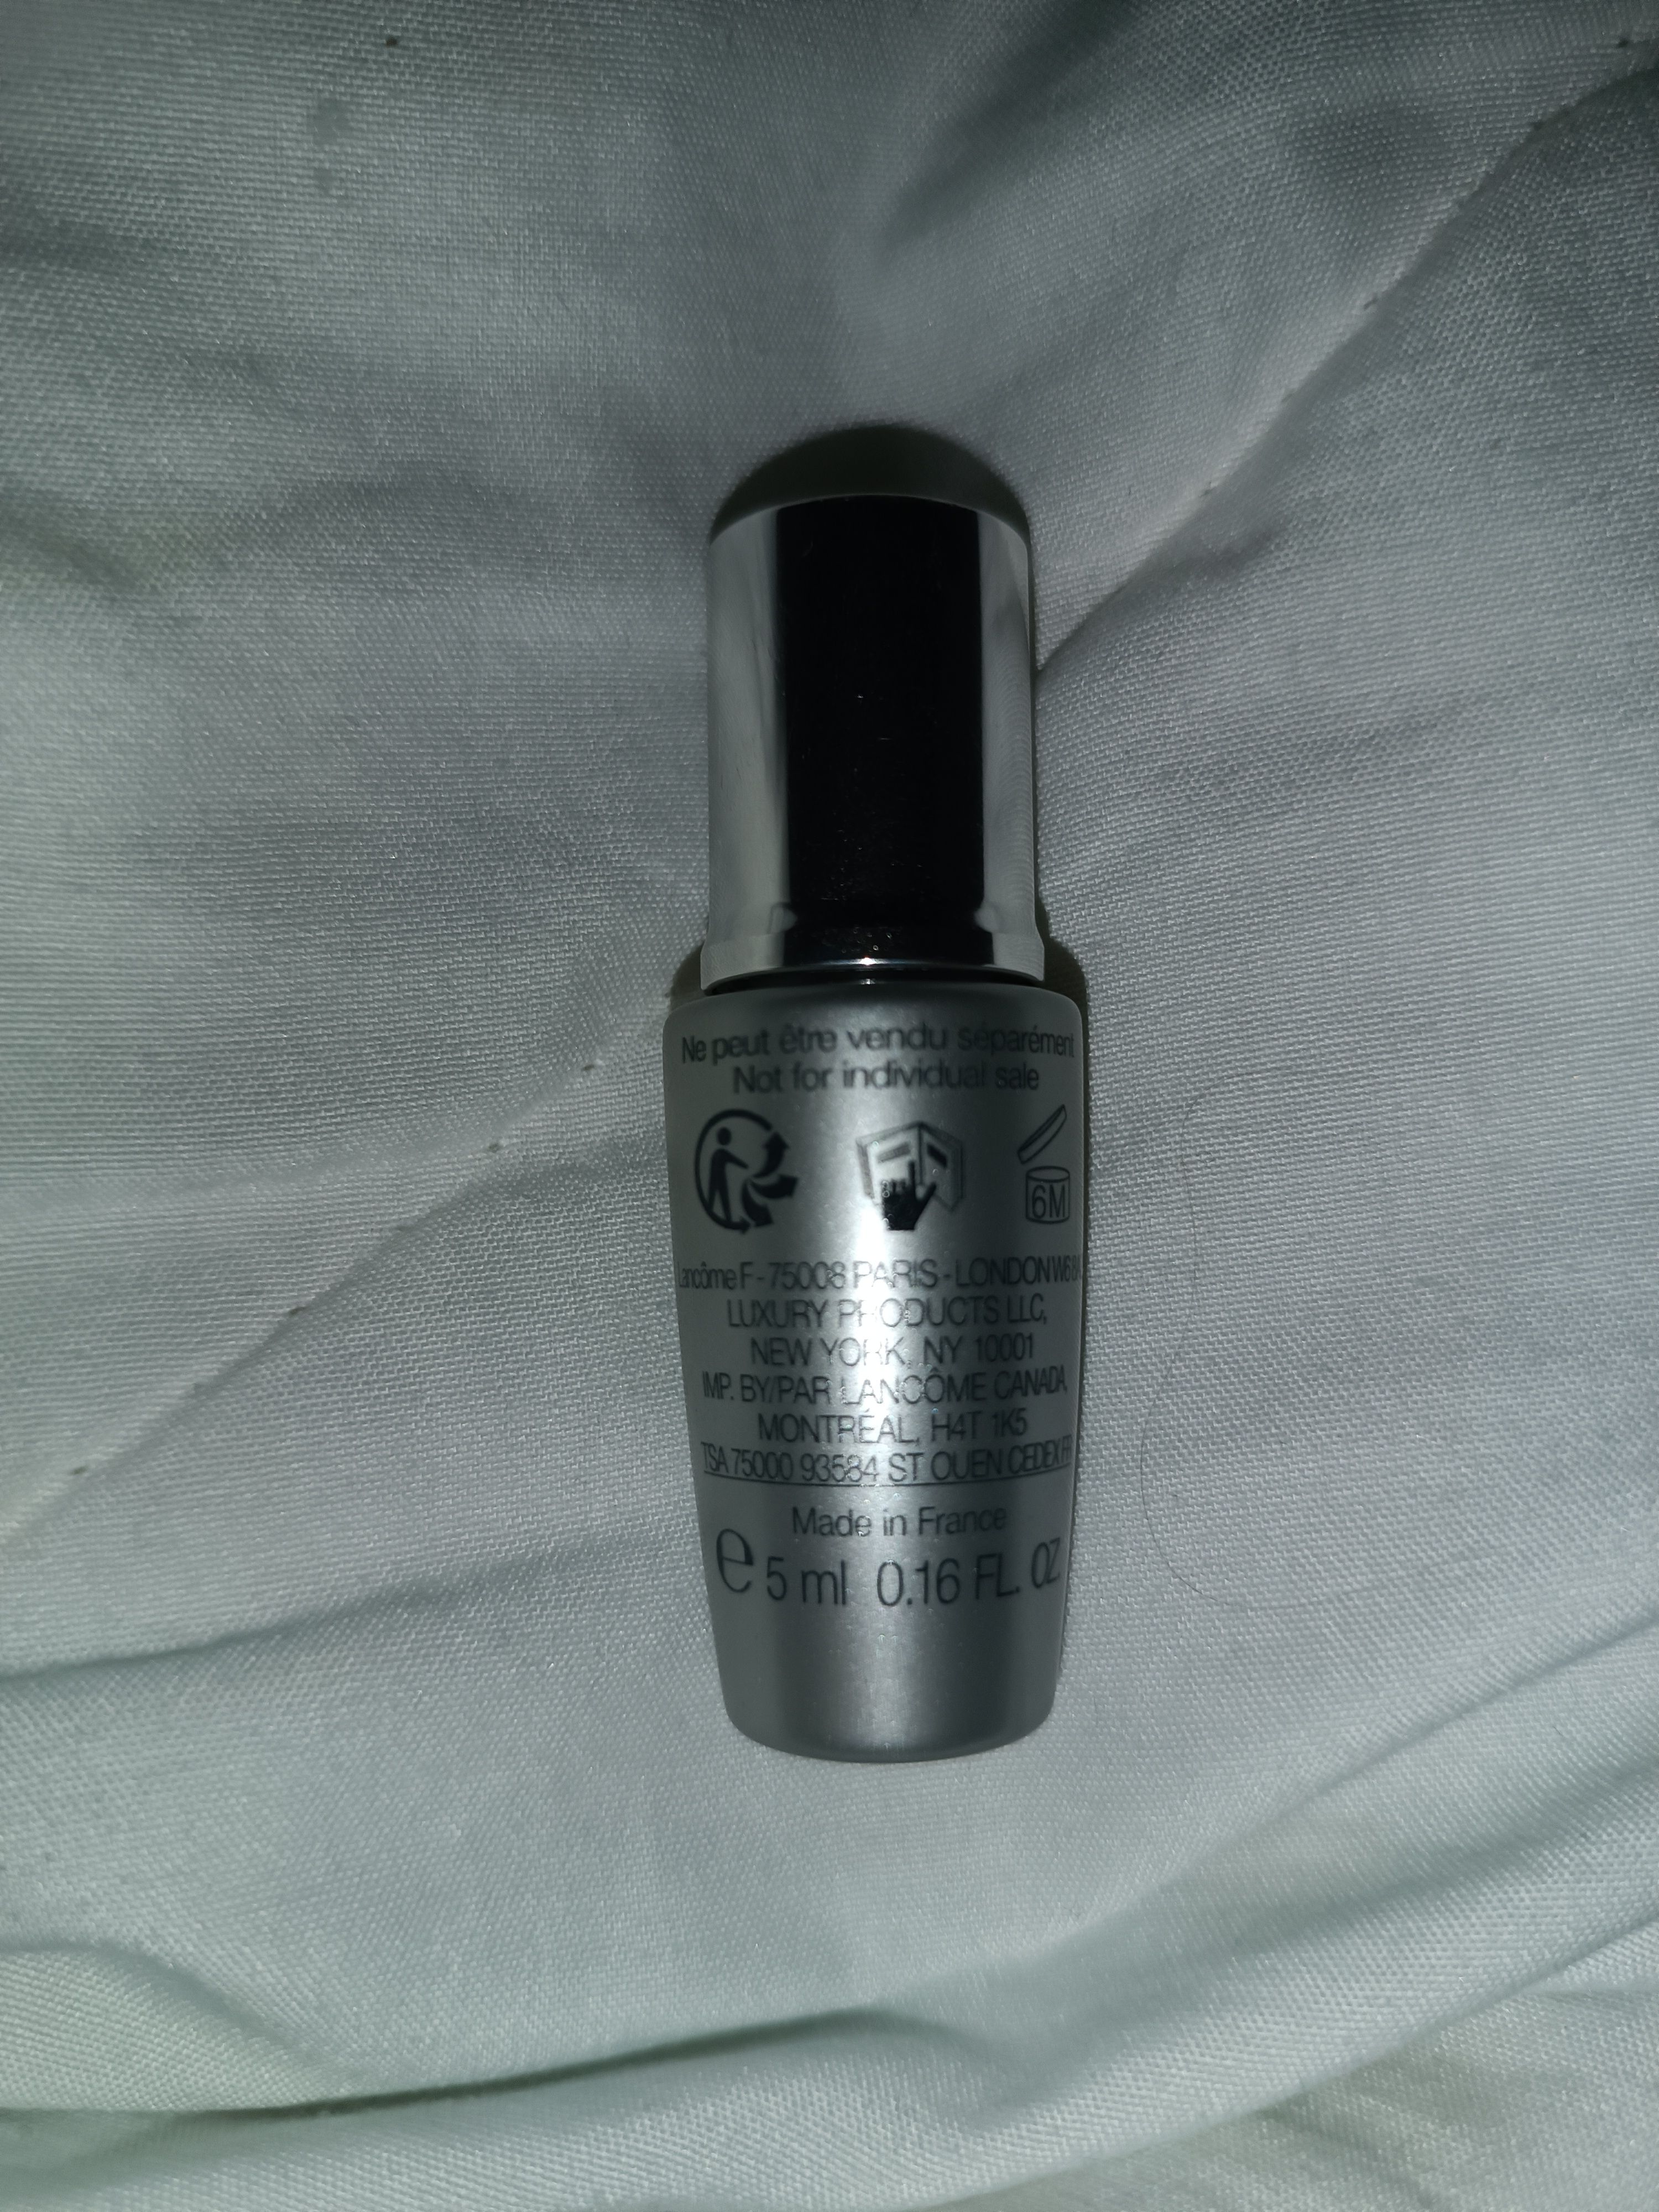 Ne peut être vendu séparément
Not for individual sale
6M
Lancôme F - 75008 PARIS - LONDON
LUXURY PRODUCTS LLC,
NEW YORK, NY 10001
IMP. BY/PAR LANCÔME CANADA,
MONTRÉAL, H4T 1K5
TSA 75000 93584 ST OUEN CEDEX FR
Made in France
e 5 ml 0.16 FL. OZ